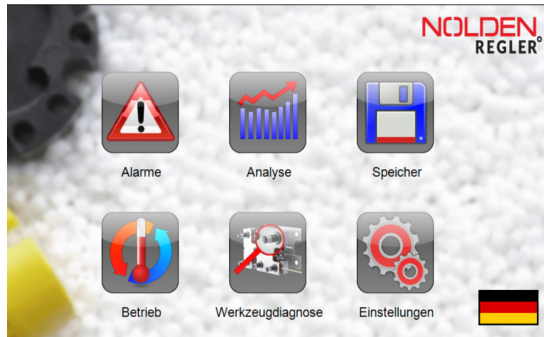 NOLDEN
REGLER°
Alarme
Analyse
Speicher
Betrieb
Werkzeugdiagnose
Einstellungen